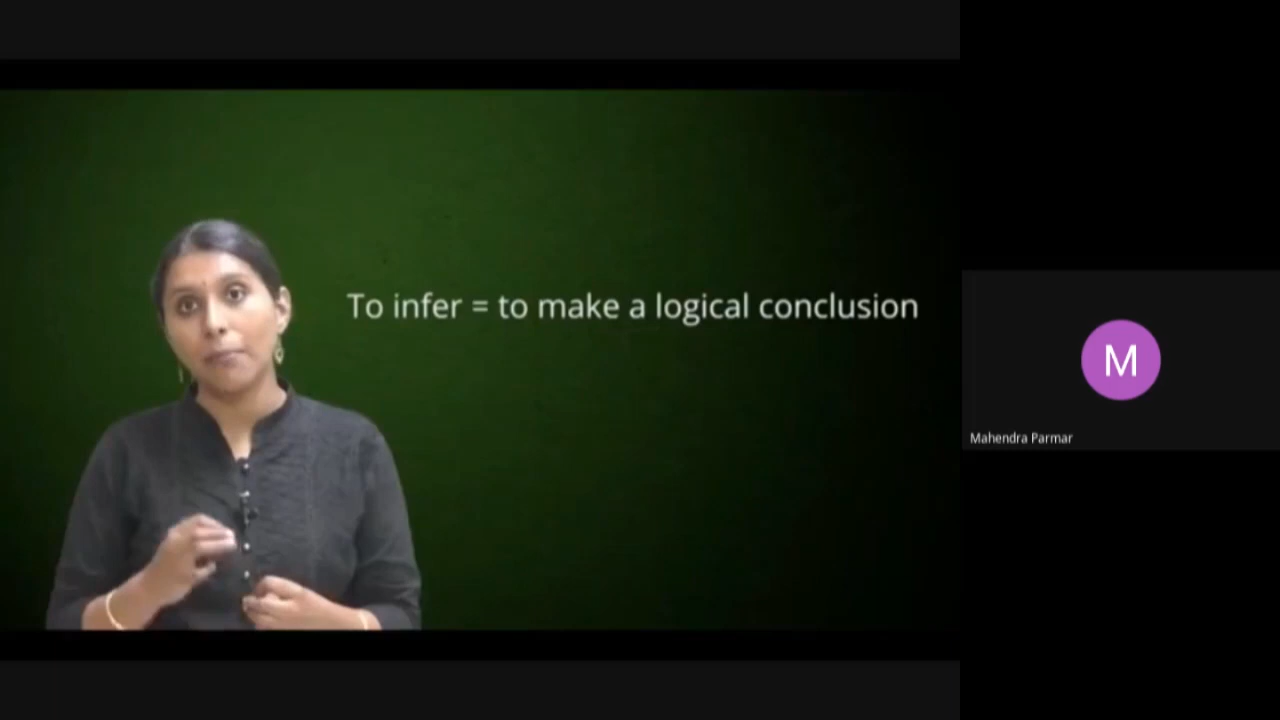 To infer = to make a logical conclusion
M
Mahendra Parmar